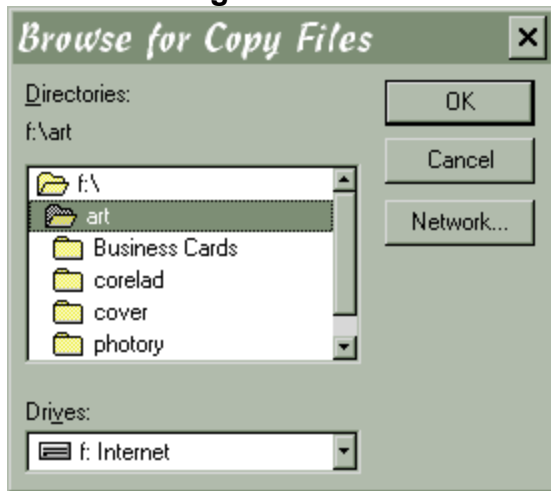 Browse for Copy Files
Directories:
f:\art
f:\
art
Business Cards
corelad
cover
photory
Drives:
f: Internet
OK
Cancel
Network...